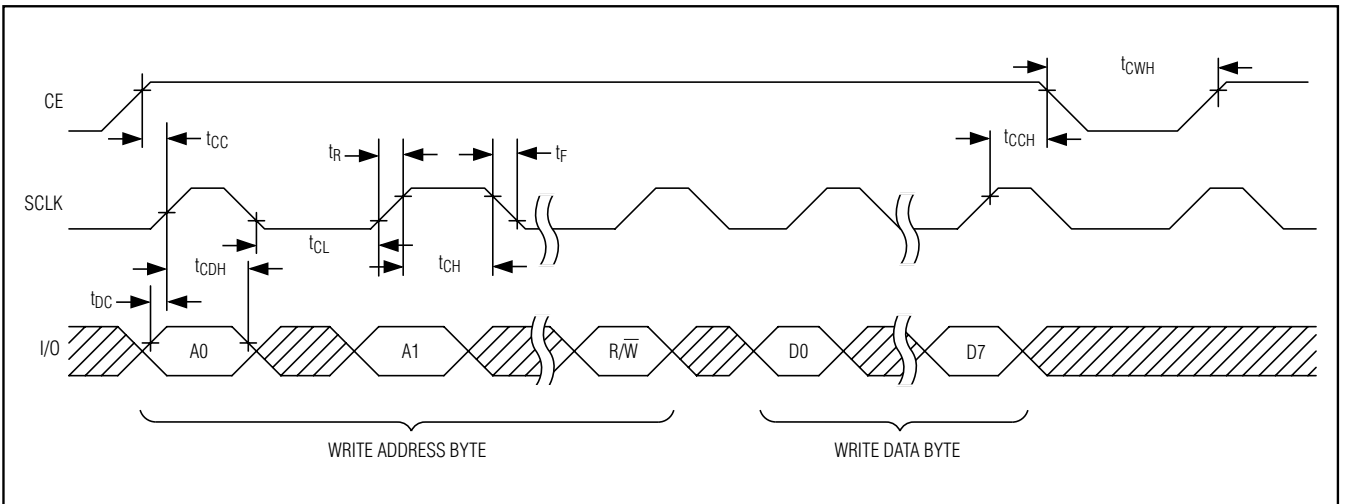 CE
tCWH
tCC
tCCH
tR
tF
SCLK
tCL
tCDH
tCH
tDC
I/O
A0
A1
R/W̅
D0
D7
WRITE ADDRESS BYTE
WRITE DATA BYTE